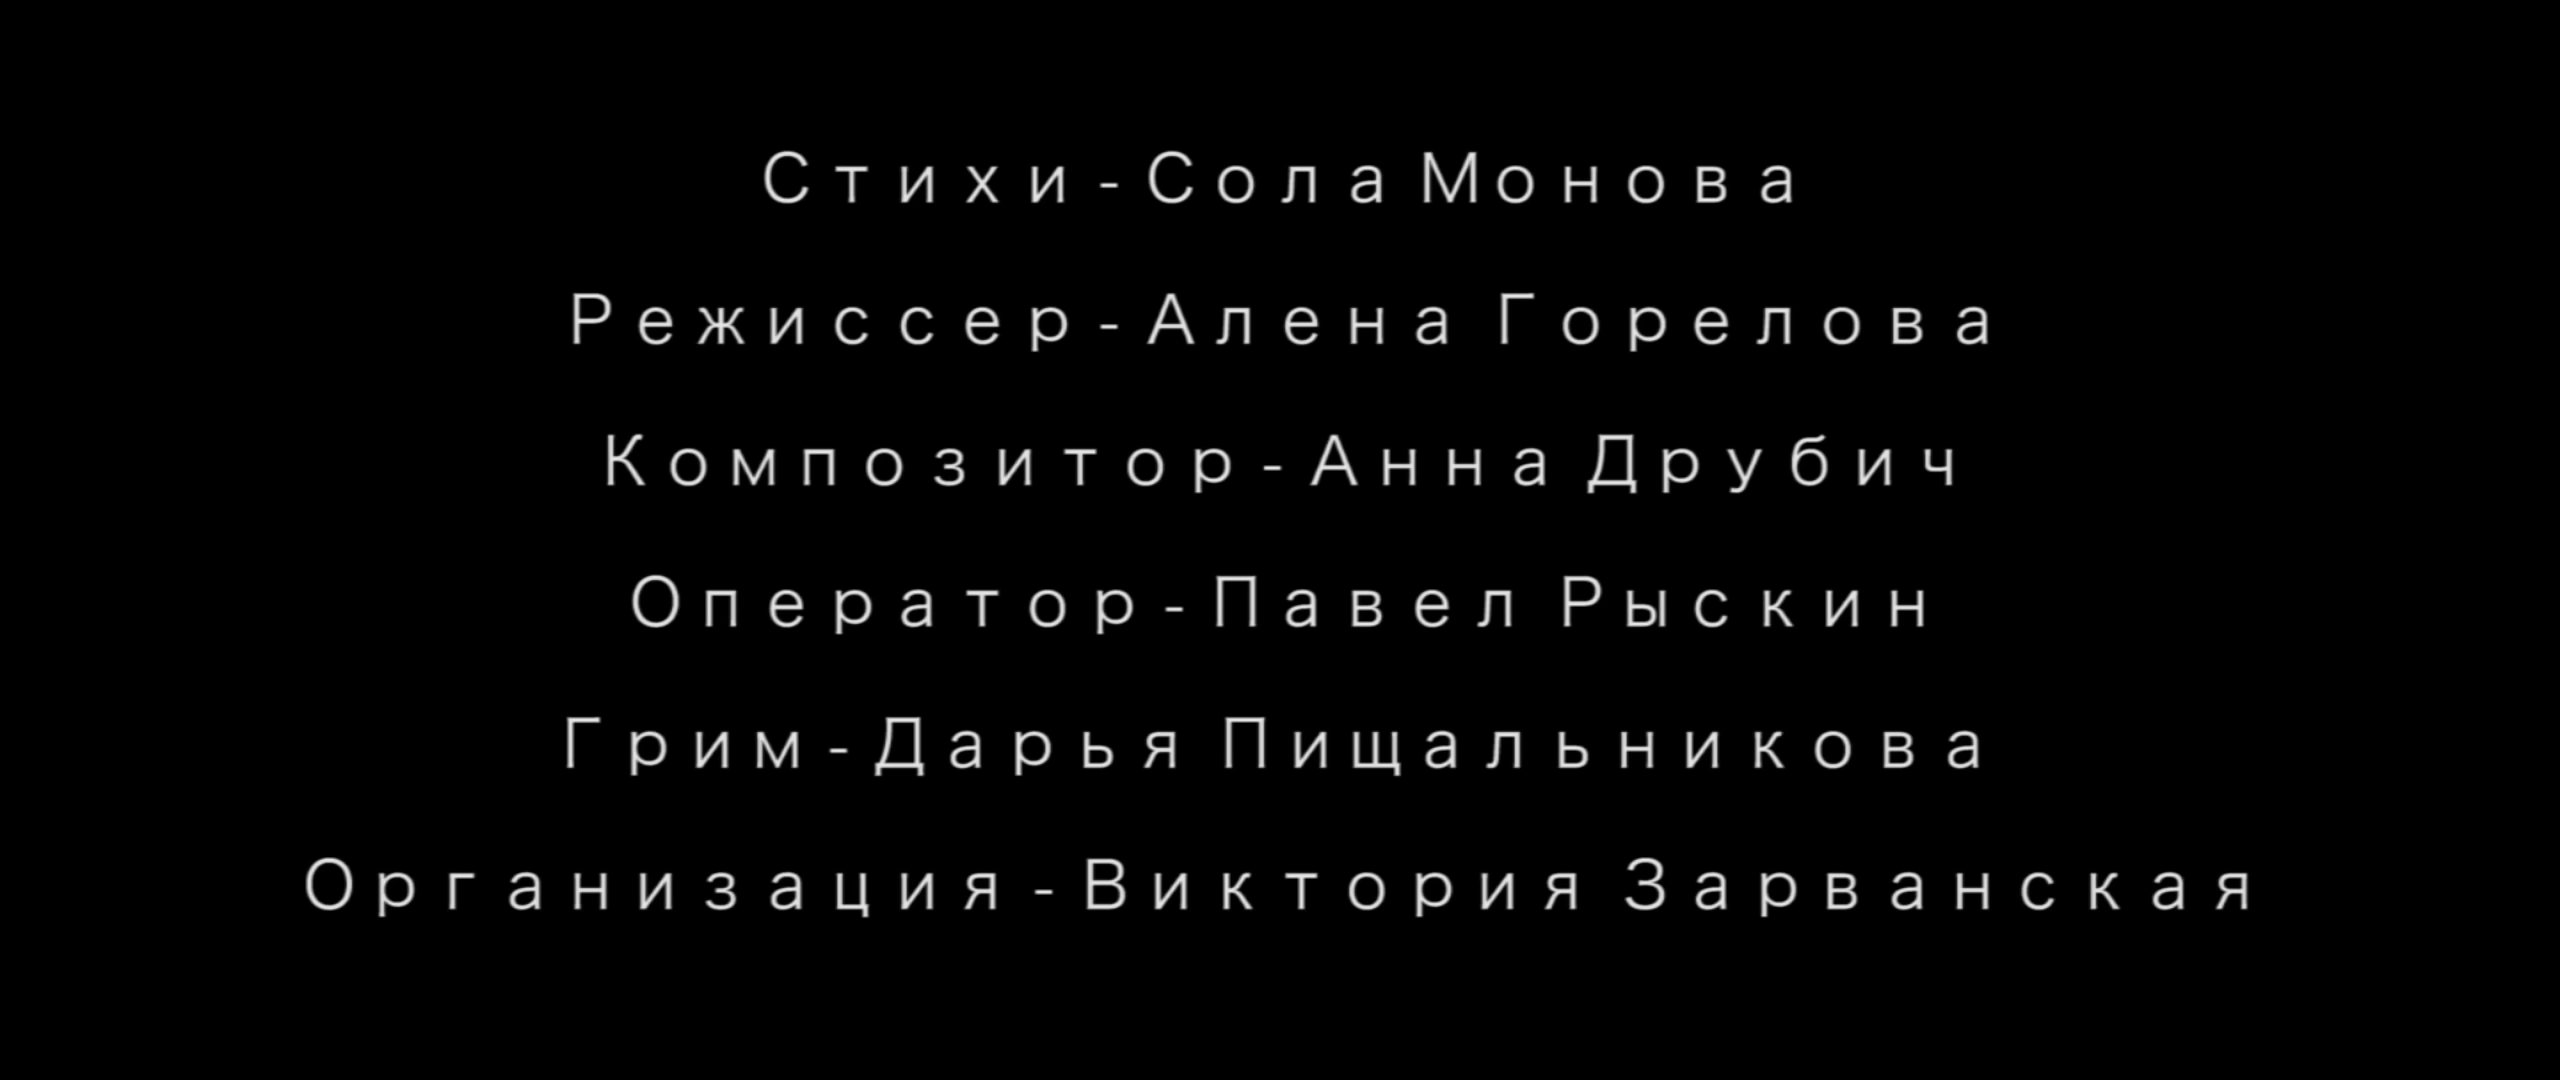 Стихи-Сола Монова
Режиссер-Алена Горелова
Композитор-Анна Друбич
Оператор-Павел Рыскин
Грим-Дарья Пищальникова
Организация-Виктория Зарванская